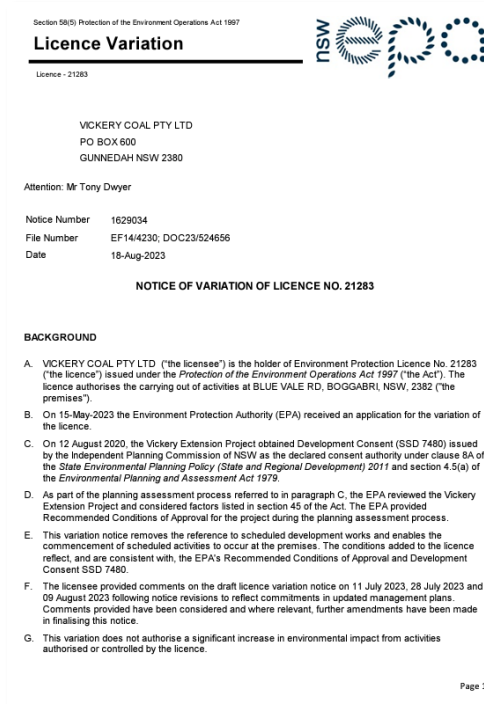 Section 58(5) Protection of the Environment Operations Act 1997
Licence Variation
nsw epa
Licence - 21283
VICKERY COAL PTY LTD
PO BOX 600
GUNNEDAH NSW 2380
Attention: Mr Tony Dwyer
Notice Number 1629034
File Number EF14/4230; DOC23/524656
Date 18-Aug-2023
NOTICE OF VARIATION OF LICENCE NO. 21283
BACKGROUND
A. VICKERY COAL PTY LTD ("the licensee") is the holder of Environment Protection Licence No. 21283
("the licence") issued under the Protection of the Environment Operations Act 1997 ("the Act"). The
licence authorises the carrying out of activities at BLUE VALE RD, BOGGABRI, NSW, 2382 ("the
premises").
B. On 15-May-2023 the Environment Protection Authority (EPA) received an application for the variation of
the licence.
C. On 12 August 2020, the Vickery Extension Project obtained Development Consent (SSD 7480) issued
by the Independent Planning Commission of NSW as the declared consent authority under clause 8A of
the State Environmental Planning Policy (State and Regional Development) 2011 and section 4.5(a) of
the Environmental Planning and Assessment Act 1979.
D. As part of the planning assessment process referred to in paragraph C, the EPA reviewed the Vickery
Extension Project and considered factors listed in section 45 of the Act. The EPA provided
Recommended Conditions of Approval for the project during the planning assessment process.
E. This variation notice removes the reference to scheduled development works and enables the
commencement of scheduled activities to occur at the premises. The conditions added to the licence
reflect, and are consistent with, the EPA's Recommended Conditions of Approval and Development
Consent SSD 7480.
F. The licensee provided comments on the draft licence variation notice on 11 July 2023, 28 July 2023 and
09 August 2023 following notice revisions to reflect commitments in updated management plans.
Comments provided have been considered and where relevant, further amendments have been made
in finalising this notice.
G. This variation does not authorise a significant increase in environmental impact from activities
authorised or controlled by the licence.
Page 1